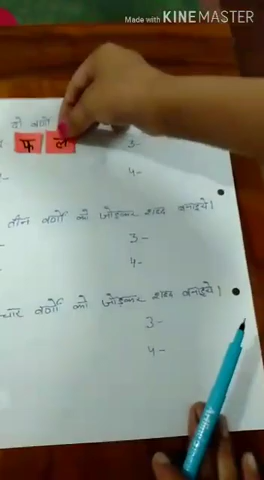 Made with KINEMASTER
दो वर्णों
फ ल 3-
4-
तीन वर्णों को जोड़कर शब्द बनाइये।
3-
4-
चार वर्णों को जोड़कर शब्द बनाइये।
3-
4-